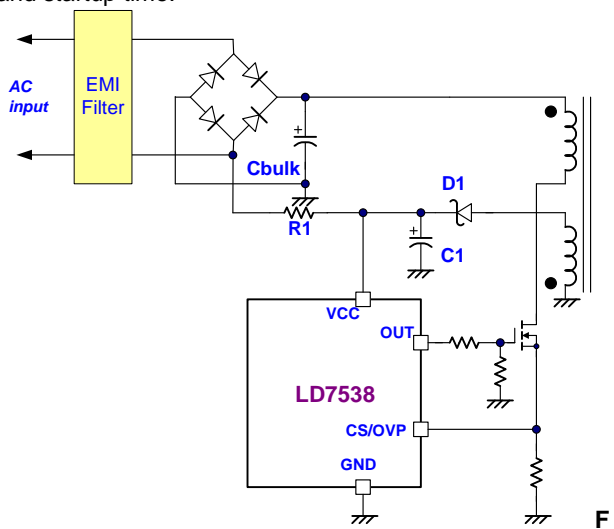 and startup time.
AC
input
EMI
Filter
+
Cbulk
R1
D1
+
C1
VCC
OUT
LD7538
CS/OVP
GND
F